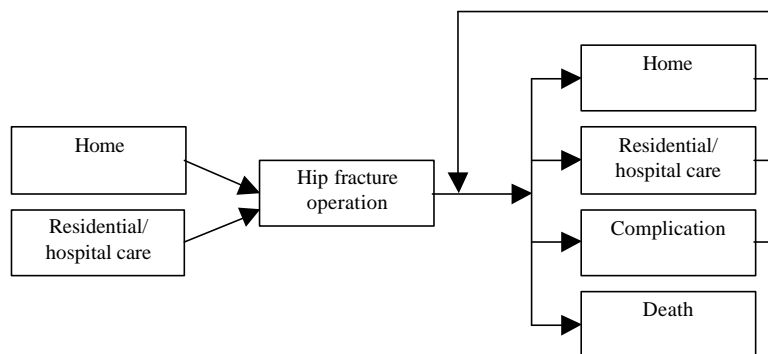 Home
Residential/
hospital care
Hip fracture
operation
Home
Residential/
hospital care
Complication
Death